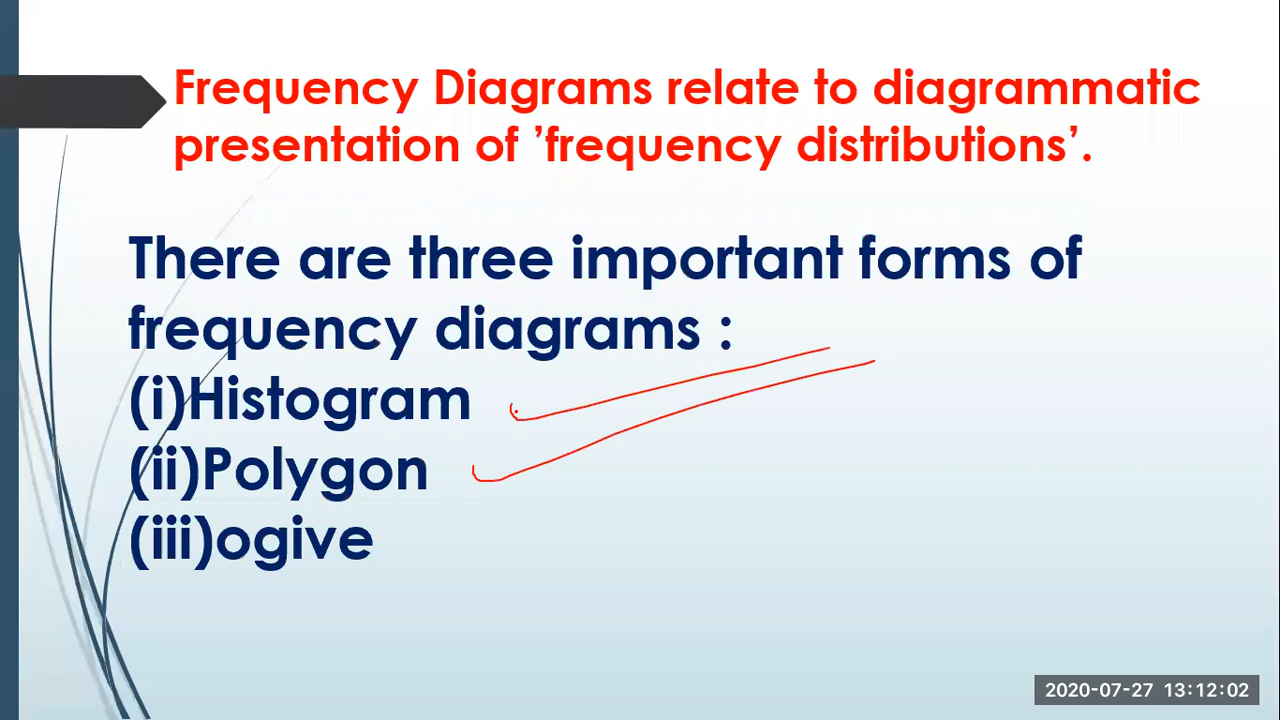 Frequency Diagrams relate to diagrammatic
presentation of ’frequency distributions’.
There are three important forms of
frequency diagrams :
(i)Histogram
(ii)Polygon
(iii)ogive
2020-07-27 13:12:02